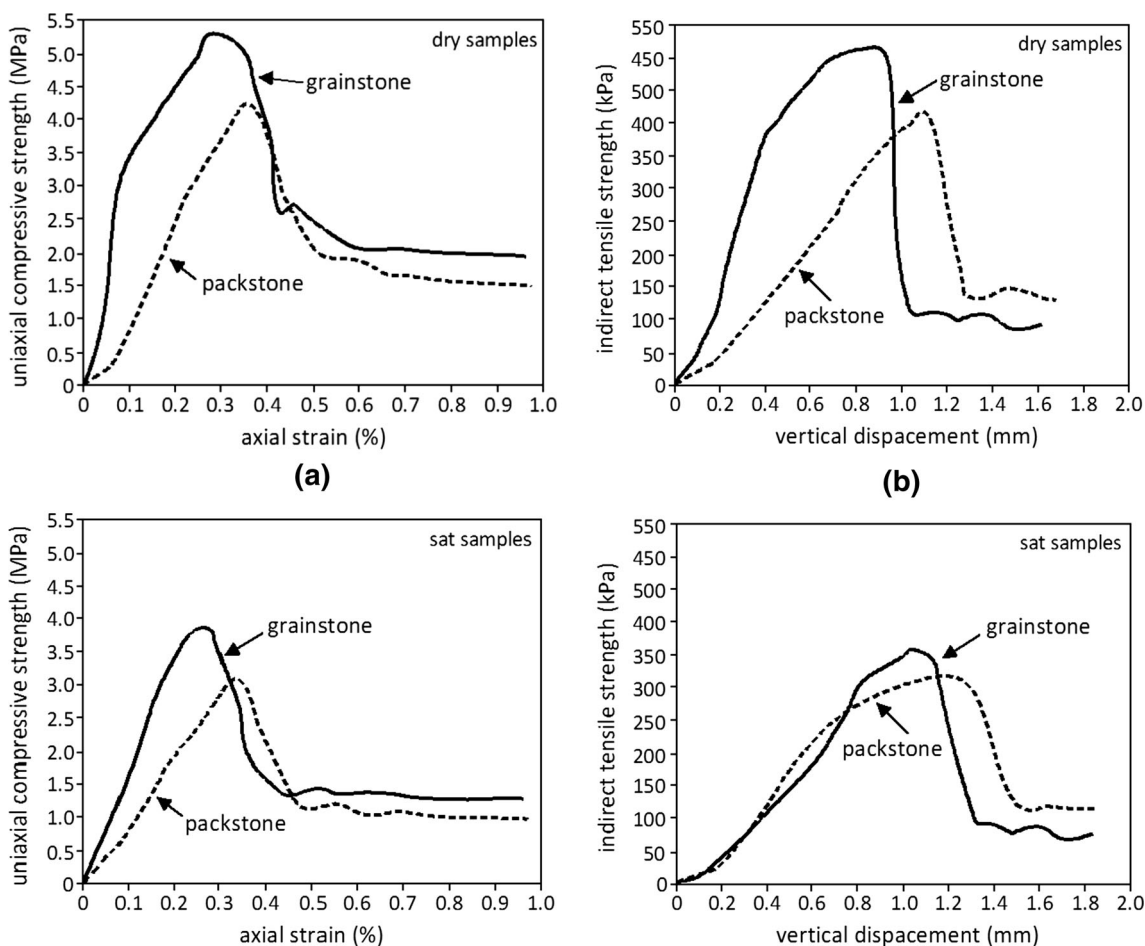 (a)
dry samples
uniaxial compressive strength (MPa)
5.5
5.0
4.5
4.0
3.5
3.0
2.5
2.0
1.5
1.0
0.5
0
grainstone
packstone
0 0.1 0.2 0.3 0.4 0.5 0.6 0.7 0.8 0.9 1.0
axial strain (%)
dry samples
indirect tensile strength (kPa)
550
450
500
400
350
300
250
200
150
100
50
0
grainstone
packstone
0 0.2 0.4 0.6 0.8 1.0 1.2 1.4 1.6 1.8 2.0
vertical dispacement (mm)
(b)
sat samples
uniaxial compressive strength (MPa)
5.5
5.0
4.5
4.0
3.5
3.0
2.5
2.0
1.5
1.0
0.5
0
grainstone
packstone
0 0.1 0.2 0.3 0.4 0.5 0.6 0.7 0.8 0.9 1.0
axial strain (%)
sat samples
indirect tensile strength (kPa)
550
450
500
400
350
300
250
200
150
100
50
0
grainstone
packstone
0 0.2 0.4 0.6 0.8 1.0 1.2 1.4 1.6 1.8 2.0
vertical dispacement (mm)